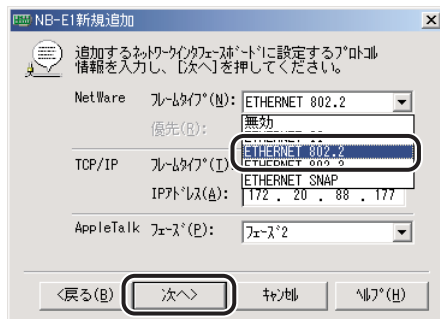 NB-E1新規追加
追加するﾈｯﾄﾜｰｸｲﾝﾀﾌｪｰｽﾎﾞｰﾄﾞに設定するﾌﾟﾛﾄｺﾙ
情報を入力し、[次へ]を押してください。
NetWare ﾌﾚｰﾑﾀｲﾌﾟ(N): ETHERNET 802.2
優先(R): 無効
ETHERNET 802.2
TCP/IP ﾌﾚｰﾑﾀｲﾌﾟ(T):
ETHERNET SNAP
IPｱﾄﾞﾚｽ(A): 172 . 20 . 88 . 177
AppleTalk ﾌｪｰｽﾞ(P): ﾌｪｰｽﾞ2
<戻る(B) 次へ> ｷｬﾝｾﾙ ﾍﾙﾌﾟ(H)